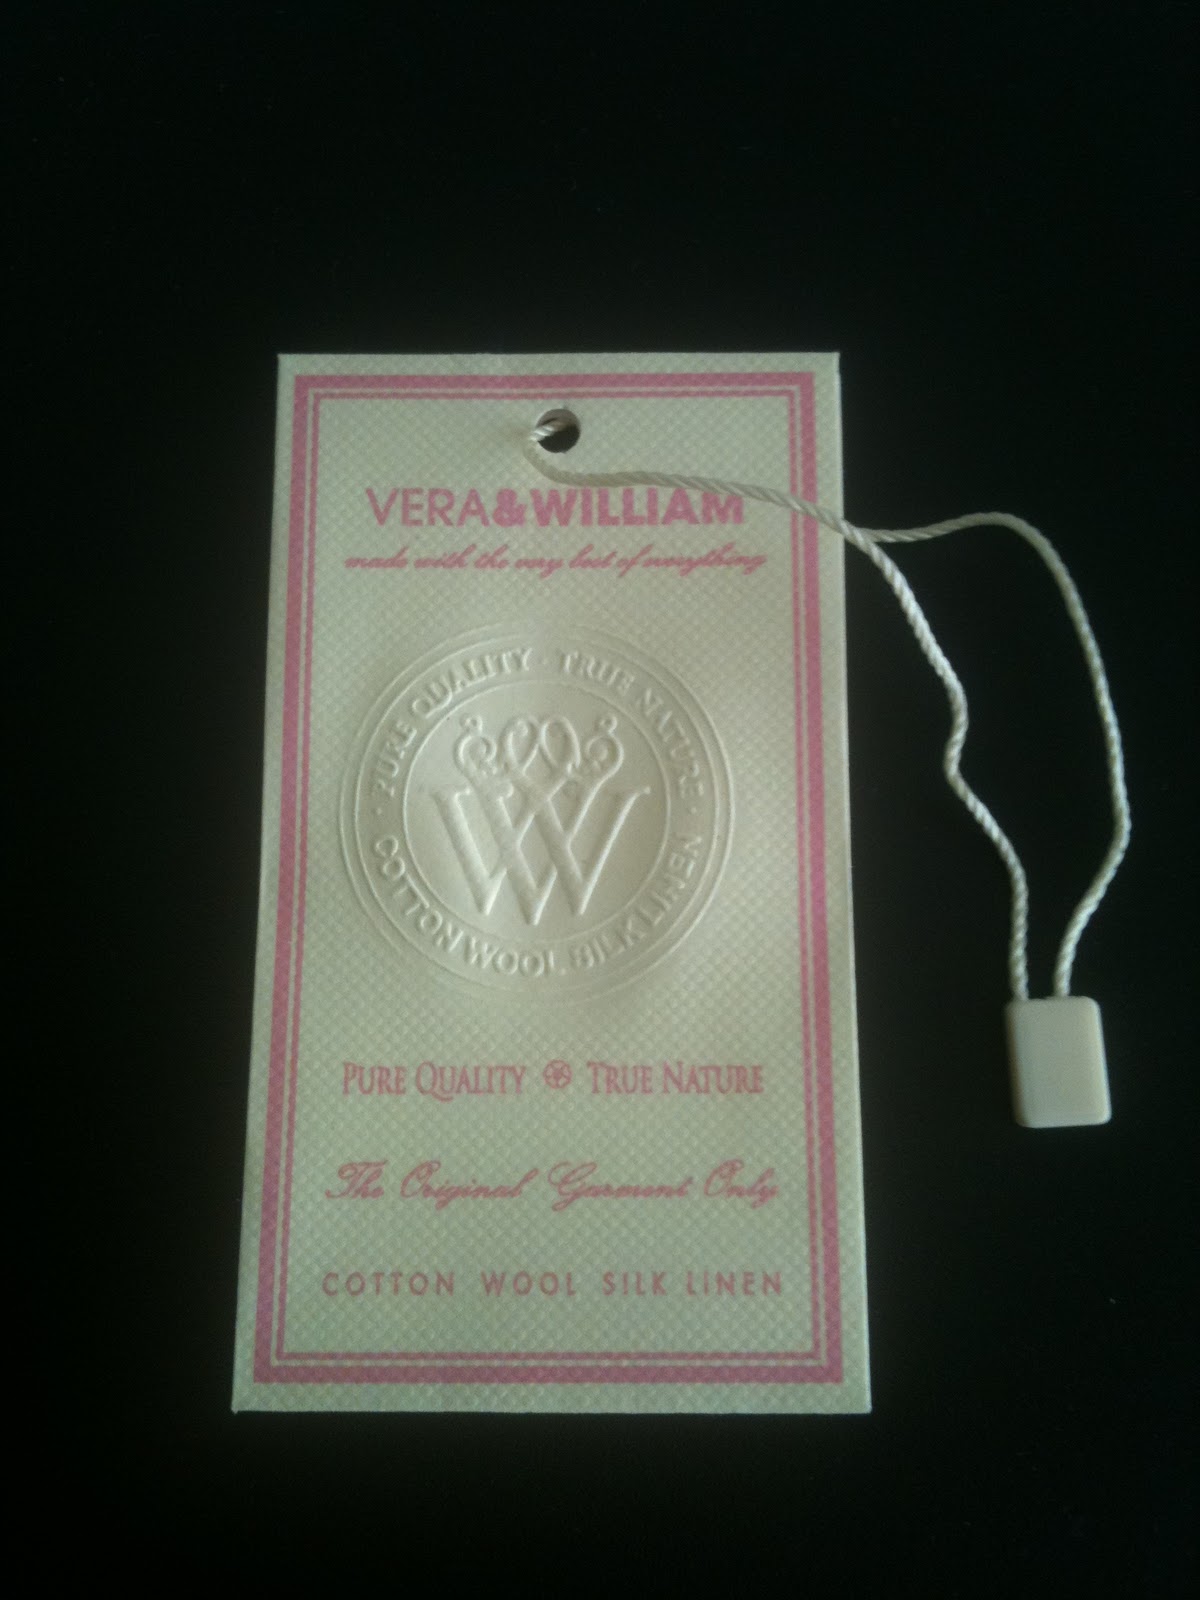 VERA&WILLIAM
made with the very best of everything
· PURE QUALITY · TRUE NATURE ·
COTTON WOOL SILK LINEN
W
PURE QUALITY TRUE NATURE
The Original Garment Only
COTTON WOOL SILK LINEN